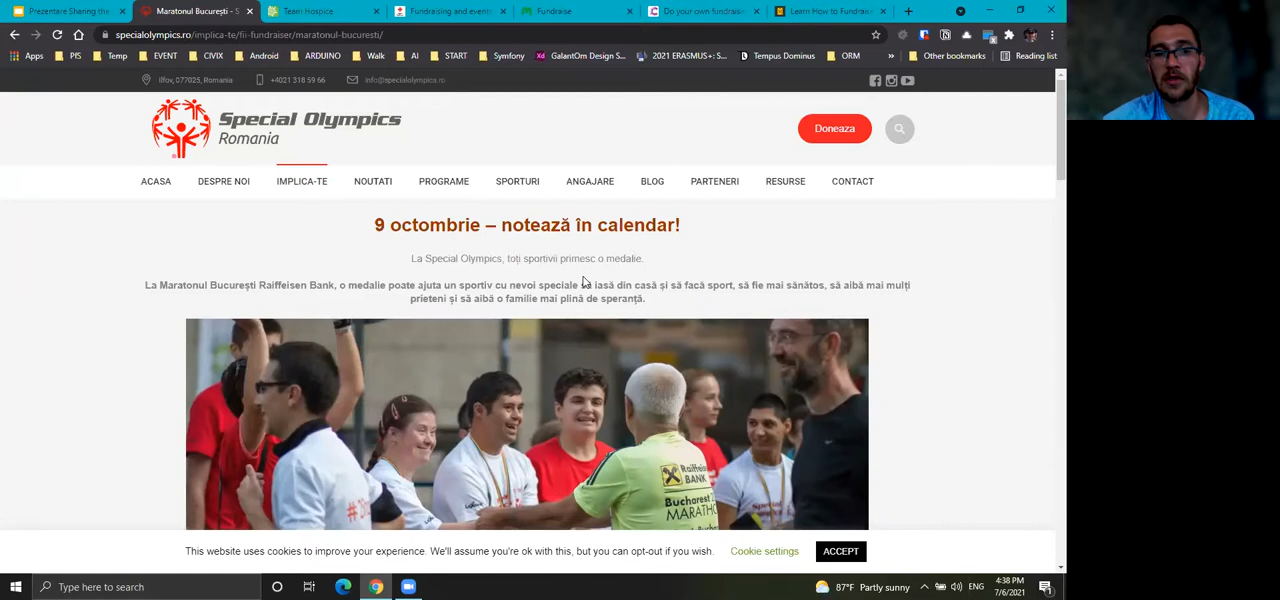 Prezentare Sharing the
Maratonul București - S
Team Hospice
Fundraising and events
Fundraise
Do your own fundraisin
Learn How to Fundraise
specialolympics.ro/implica-te/fii-fundraiser/maratonul-bucuresti/
Apps PIS Temp EVENT CIVIX Android ARDUINO Walk AI START Symfony GalantOm Design S... 2021 ERASMUS+: S... Tempus Dominus ORM » Other bookmarks Reading list
Ilfov, 077025, Romania +4021 318 59 66 info@specialolympics.ro
Special Olympics
Romania
Doneaza
ACASA DESPRE NOI IMPLICA-TE NOUTATI PROGRAME SPORTURI ANGAJARE BLOG PARTENERI RESURSE CONTACT
9 octombrie – notează în calendar!
La Special Olympics, toți sportivii primesc o medalie.
La Maratonul București Raiffeisen Bank, o medalie poate ajuta un sportiv cu nevoi speciale iasă din casă și să facă sport, să fie mai sănătos, să aibă mai mulți
prieteni și să aibă o familie mai plină de speranță.
Raiffeisen
BANK
Bucharest
MARATHO
This website uses cookies to improve your experience. We'll assume you're ok with this, but you can opt-out if you wish. Cookie settings ACCEPT
Type here to search
87°F Partly sunny
ENG
4:38 PM
7/6/2021